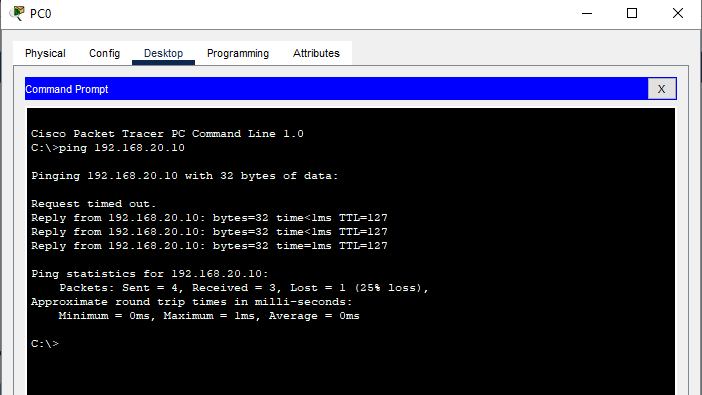 PC0
Physical Config Desktop Programming Attributes
Command Prompt X
Cisco Packet Tracer PC Command Line 1.0
C:\>ping 192.168.20.10
Pinging 192.168.20.10 with 32 bytes of data:
Request timed out.
Reply from 192.168.20.10: bytes=32 time<1ms TTL=127
Reply from 192.168.20.10: bytes=32 time<1ms TTL=127
Reply from 192.168.20.10: bytes=32 time=1ms TTL=127
Ping statistics for 192.168.20.10:
    Packets: Sent = 4, Received = 3, Lost = 1 (25% loss),
Approximate round trip times in milli-seconds:
    Minimum = 0ms, Maximum = 1ms, Average = 0ms
C:\>